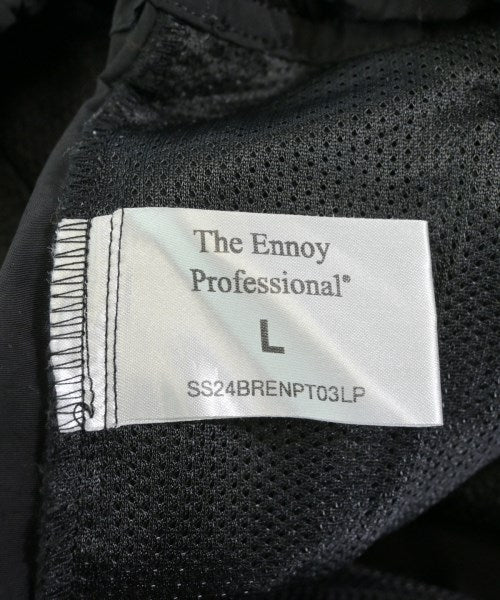 The Ennoy
Professional®
L
SS24BRENPT03LP